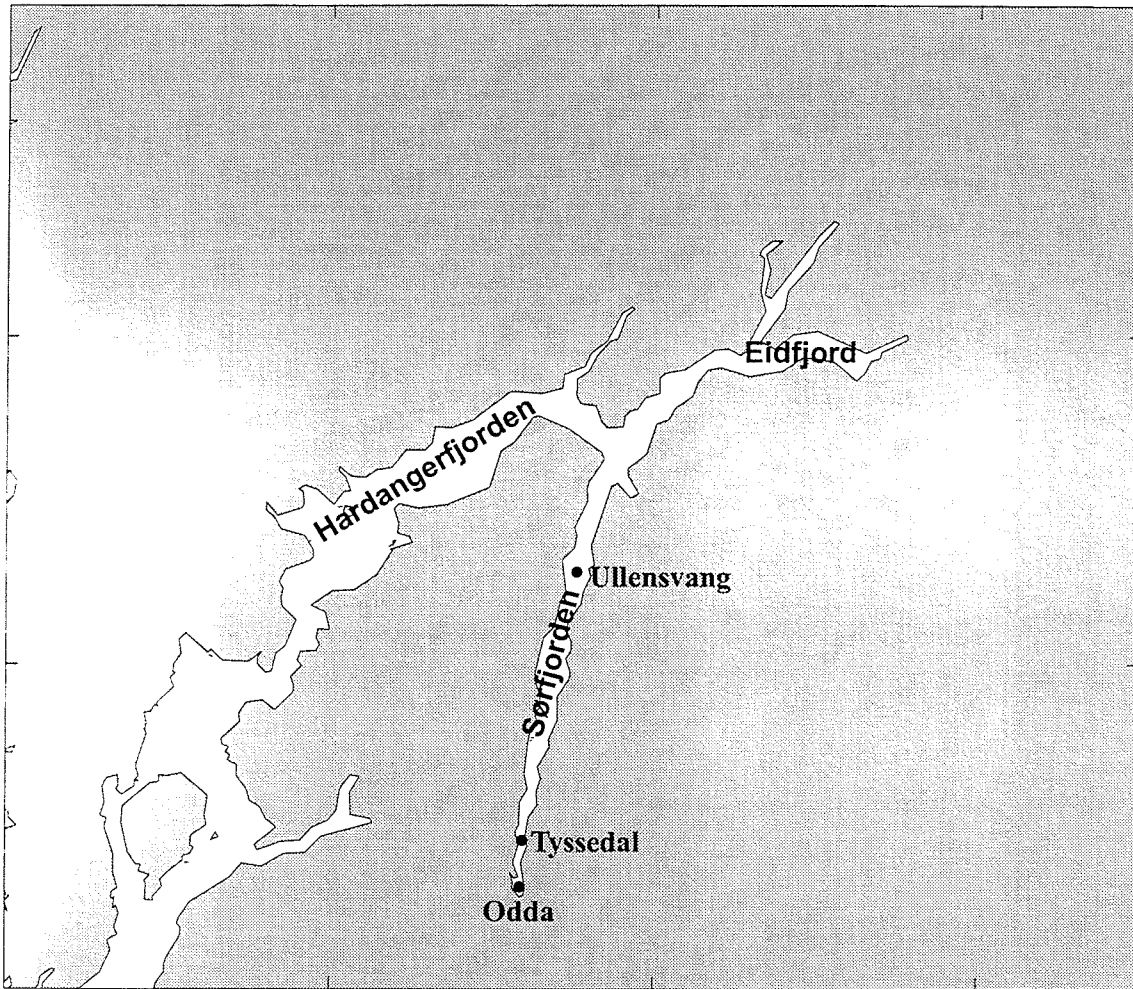 Eidfjord
Hardangerfjorden
Ullensvang
Sørfjorden
Tyssedal
Odda